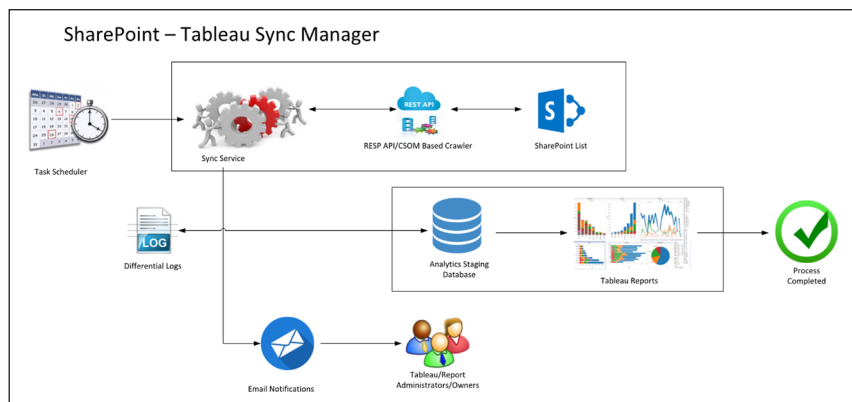 SharePoint – Tableau Sync Manager
Task Scheduler
Sync Service
REST API
RESP API/CSOM Based Crawler
S
SharePoint List
/LOG
Differential Logs
Analytics Staging
Database
Tableau Reports
Process
Completed
Email Notifications
Tableau/Report
Administrators/Owners